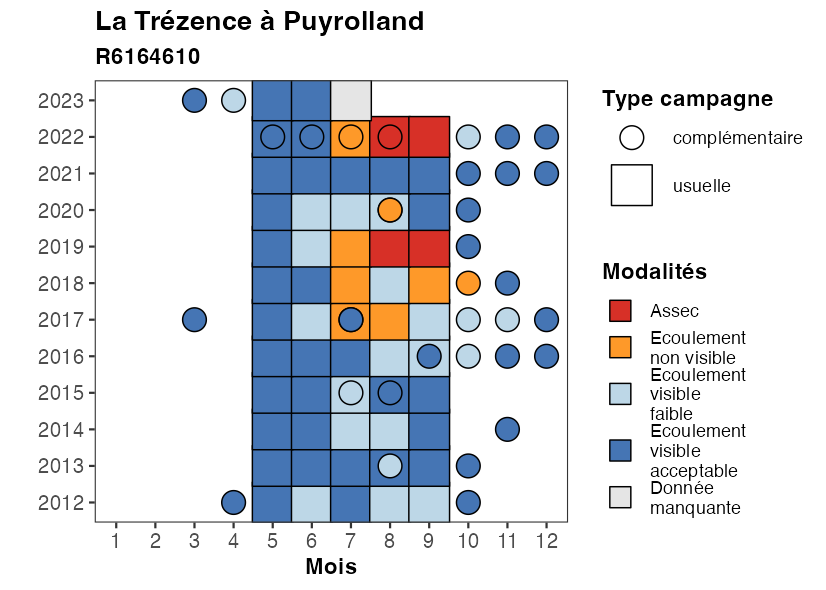 La Trézence à Puyrolland
R6164610
2023
2022
2021
2020
2019
2018
2017
2016
2015
2014
2013
2012
1 2 3 4 5 6 7 8 9 10 11 12
Mois
Type campagne
complémentaire
usuelle
Modalités
Assec
Ecoulement
non visible
Ecoulement
visible
faible
Ecoulement
visible
acceptable
Donnée
manquante